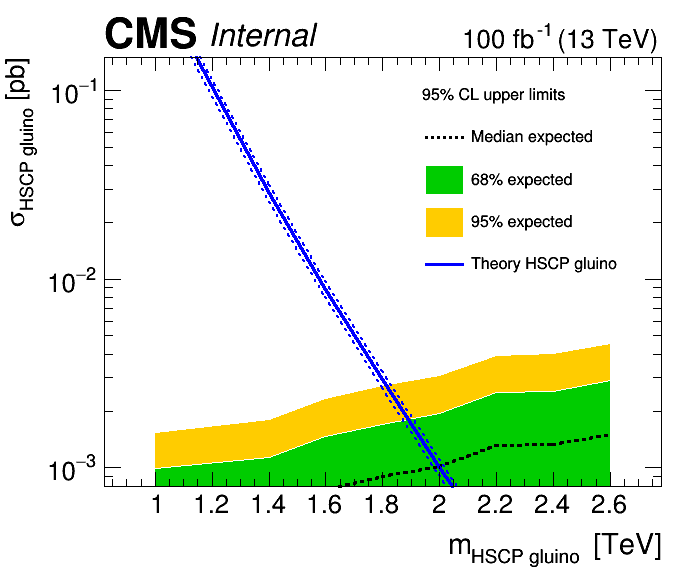 CMS Internal 100 fb⁻¹ (13 TeV)
σHSCP gluino [pb]
95% CL upper limits
Median expected
68% expected
95% expected
Theory HSCP gluino
10⁻¹
10⁻²
10⁻³
1 1.2 1.4 1.6 1.8 2 2.2 2.4 2.6
mHSCP gluino [TeV]